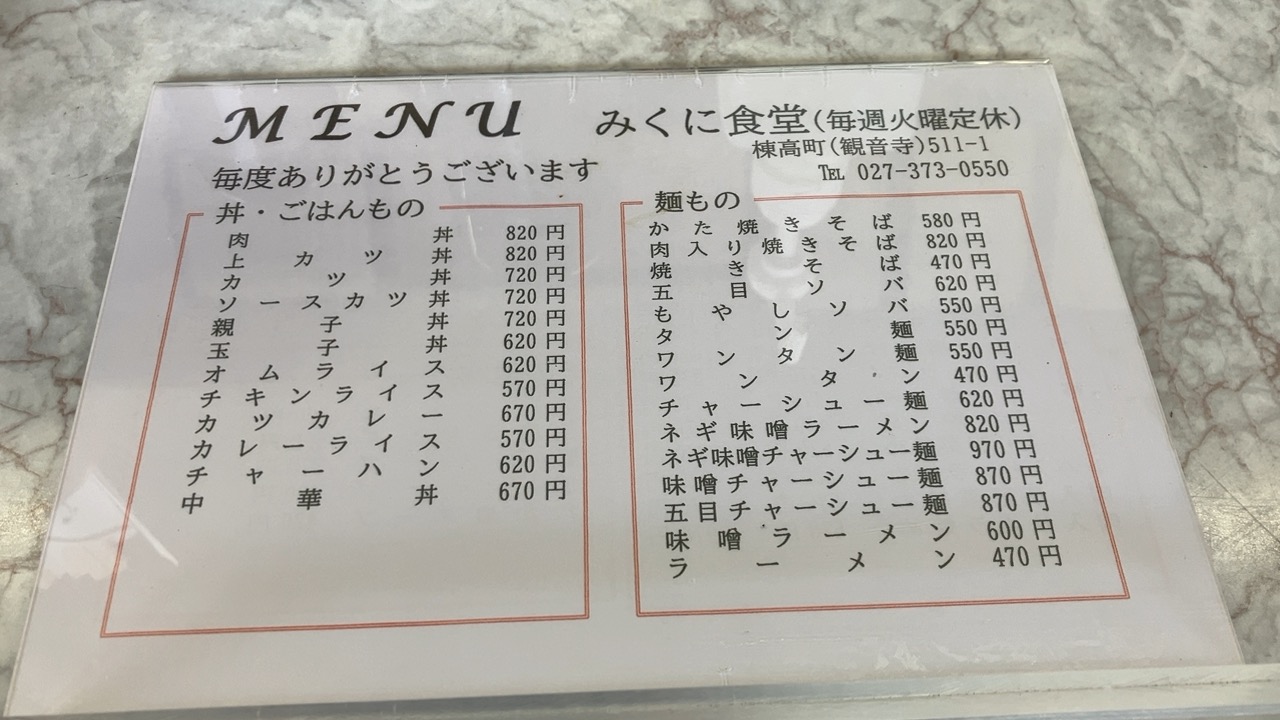 MENU
みくに食堂(毎週火曜定休)
棟高町(観音寺)511-1
℡ 027-373-0550
毎度ありがとうございます
丼・ごはんもの
肉丼 820円
上カツ丼 820円
カツ丼 720円
ソースカツ丼 720円
親子丼 720円
玉子丼 620円
オムライス 620円
チキンライス 570円
カツカレー 670円
カレーライス 570円
チャーハン 620円
中華丼 670円
麺もの
かた焼きそば 580円
肉入り焼きそば 820円
焼きそば 470円
五目ソバ 620円
もやしソバ 550円
タン麺 550円
ワンタン麺 550円
ワンタン 470円
チャーシュー麺 620円
ネギ味噌ラーメン 820円
ネギ味噌チャーシュー麺 970円
味噌チャーシュー麺 870円
五目チャーシュー麺 870円
味噌ラーメン 600円
ラーメン 470円